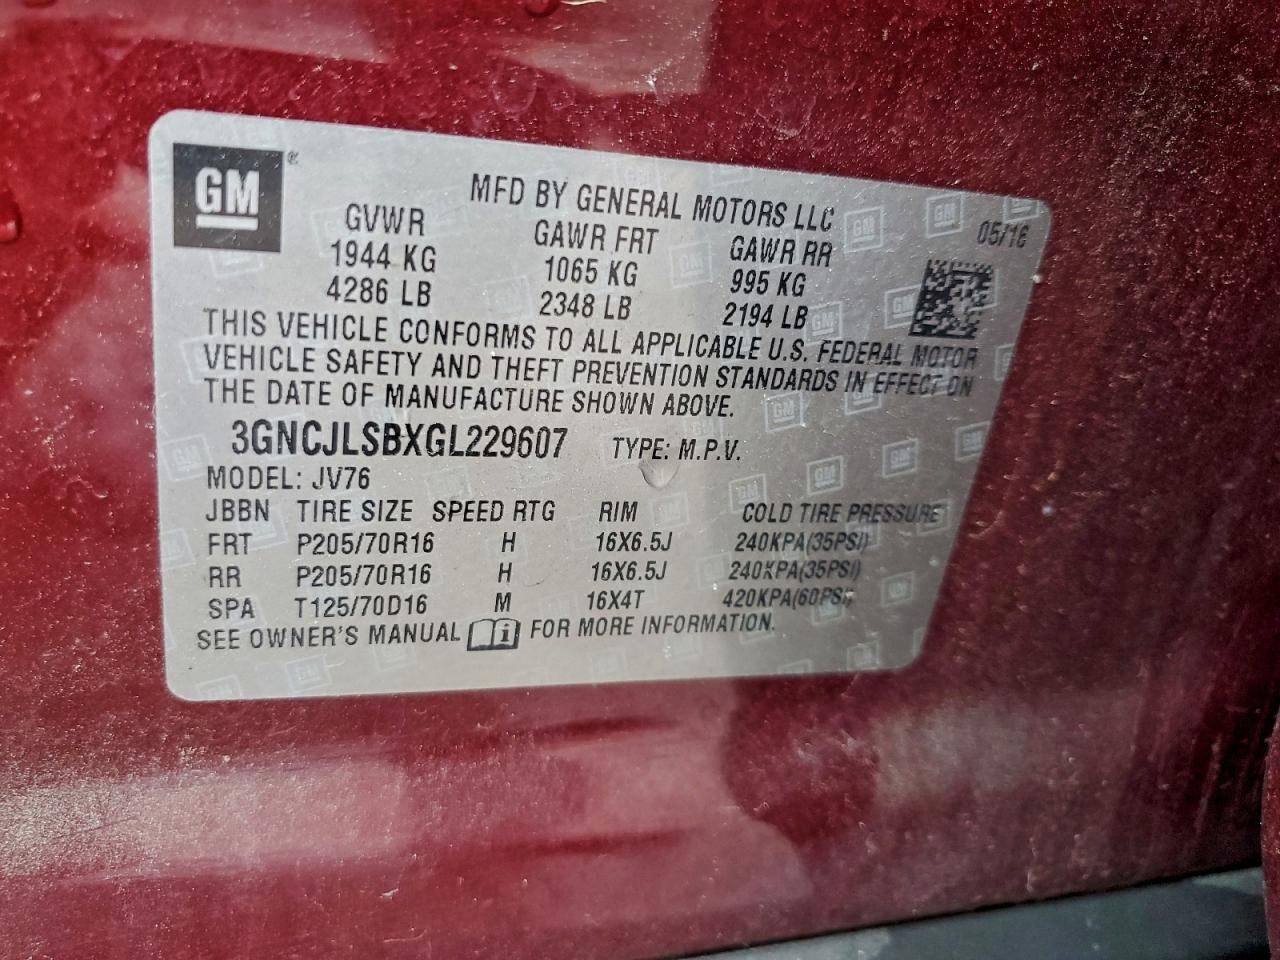 GM ®
MFD BY GENERAL MOTORS LLC
05/16
GVWR GAWR FRT GAWR RR
1944 KG 1065 KG 995 KG
4286 LB 2348 LB 2194 LB
THIS VEHICLE CONFORMS TO ALL APPLICABLE U.S. FEDERAL MOTOR
VEHICLE SAFETY AND THEFT PREVENTION STANDARDS IN EFFECT ON
THE DATE OF MANUFACTURE SHOWN ABOVE.
3GNCJLSBXGL229607 TYPE: M.P.V.
MODEL: JV76
JBBN TIRE SIZE SPEED RTG RIM COLD TIRE PRESSURE
FRT P205/70R16 H 16X6.5J 240KPA(35PSI)
RR P205/70R16 H 16X6.5J 240KPA(35PSI)
SPA T125/70D16 M 16X4T 420KPA(60PSI)
SEE OWNER'S MANUAL i FOR MORE INFORMATION.